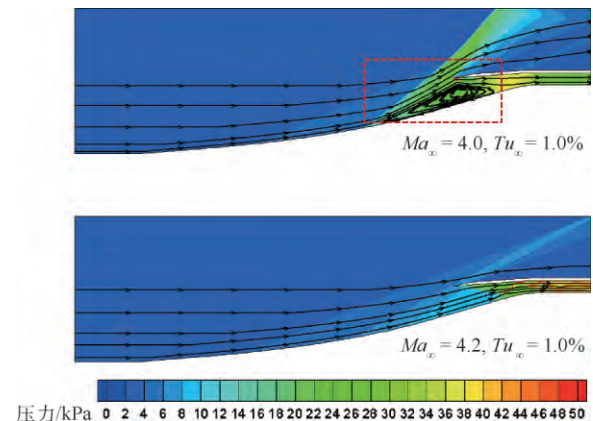 Ma∞ = 4.0, Tu∞ = 1.0%
Ma∞ = 4.2, Tu∞ = 1.0%
压力/kPa 0 2 4 6 8 10 12 14 16 18 20 22 24 26 28 30 32 34 36 38 40 42 44 46 48 50